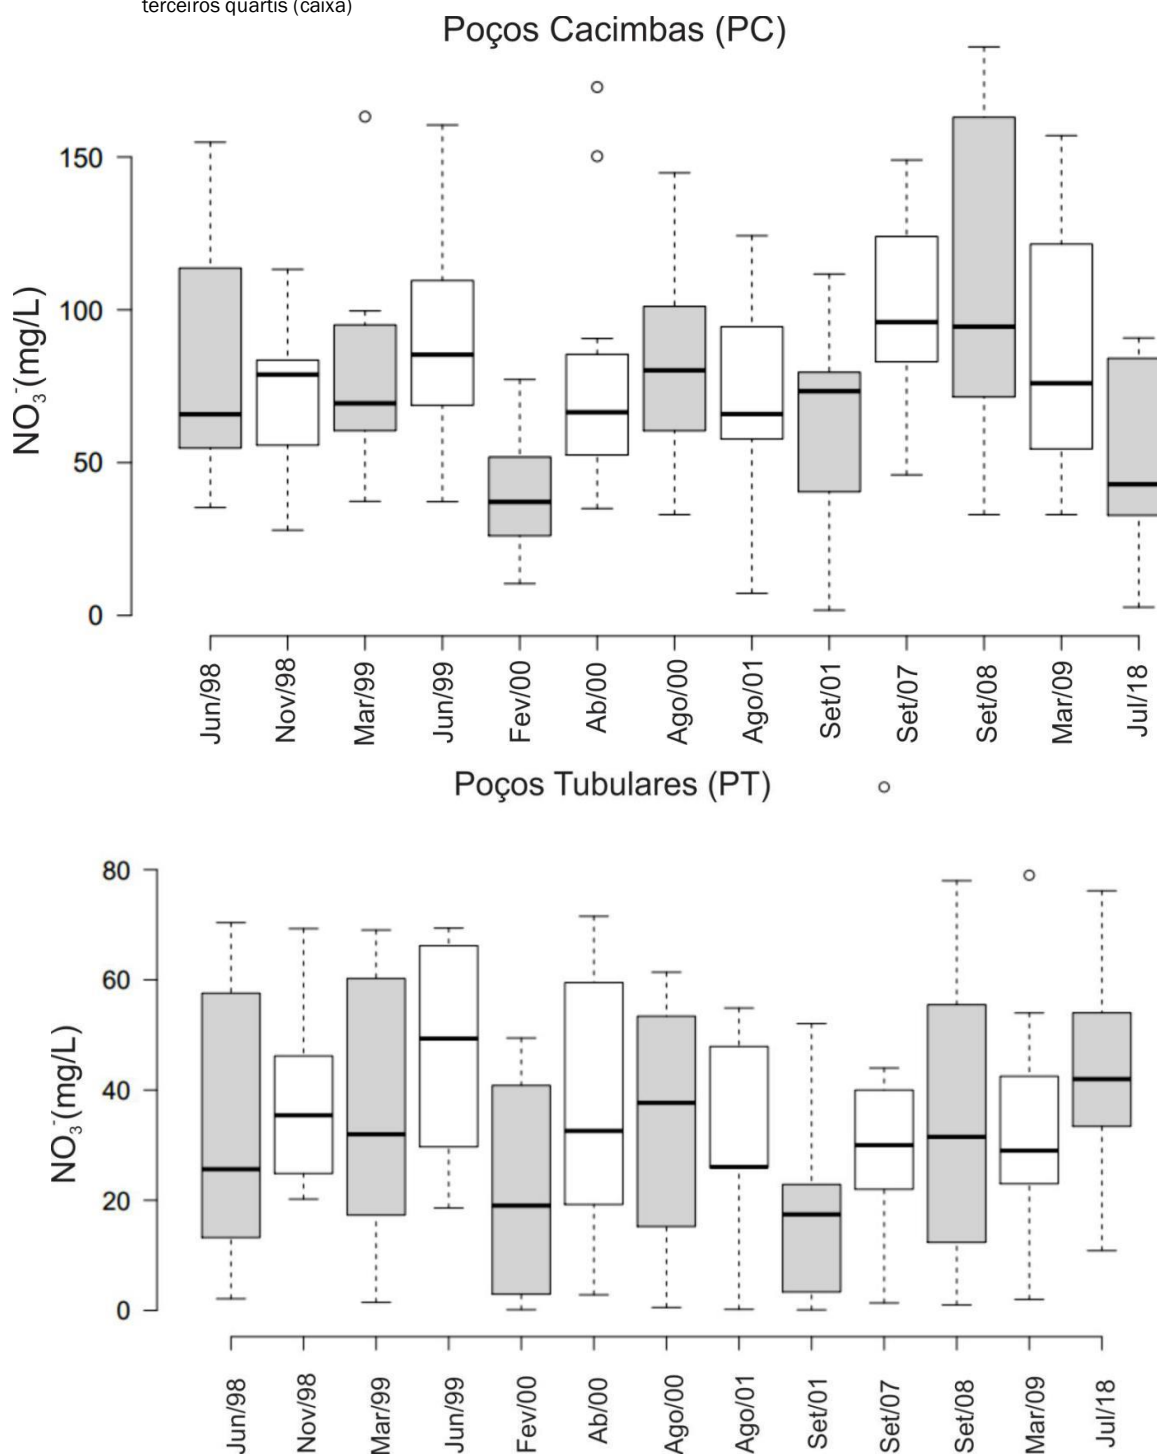 terceiros quartis (caixa)
Poços Cacimbas (PC)
150
100
50
0
NO3-(mg/L)
Jun/98 Nov/98 Mar/99 Jun/99 Fev/00 Ab/00 Ago/00 Ago/01 Set/01 Set/07 Set/08 Mar/09 Jul/18
Poços Tubulares (PT)
80
60
40
20
0
NO3-(mg/L)
Jun/98 Nov/98 Mar/99 Jun/99 Fev/00 Ab/00 Ago/00 Ago/01 Set/01 Set/07 Set/08 Mar/09 Jul/18